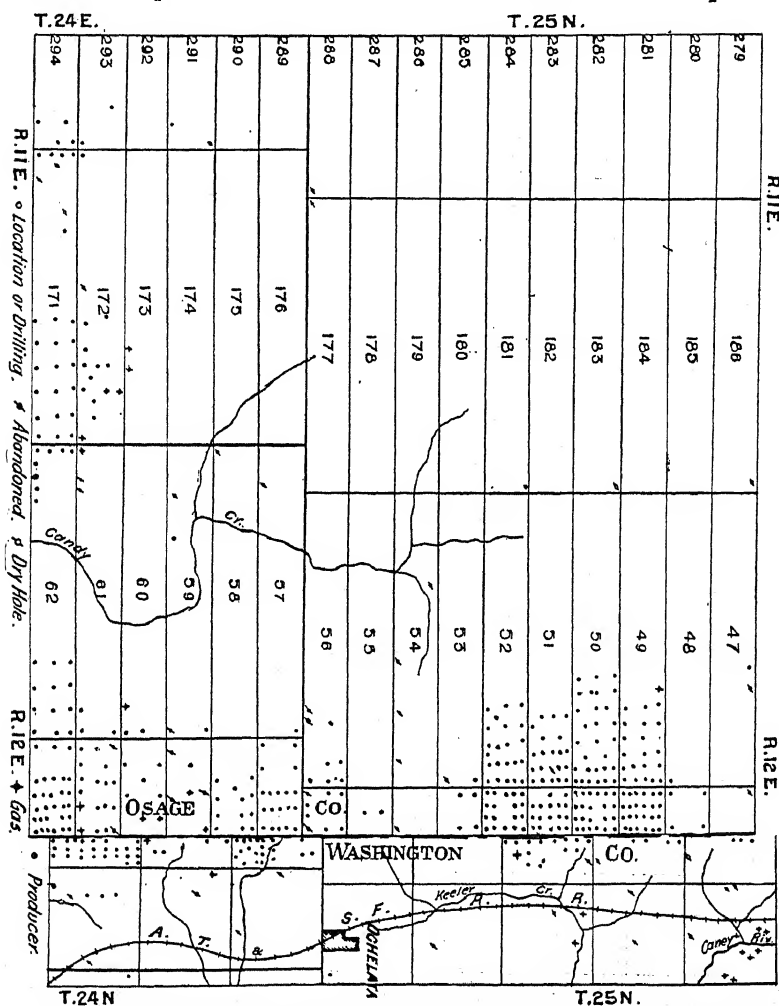 T.24E.
T.25N.
294
293
292
291
290
289
288
287
286
285
284
283
282
281
280
279
R.11E.
R.11E.
171
172
173
174
175
176
177
178
179
180
181
182
183
184
185
186
Candy
Cr.
62
61
60
59
58
57
56
55
54
53
52
51
50
49
48
47
R.12E.
R.12E.
OSAGE
CO.
WASHINGTON
CO.
Keeler
Cr.
A.
T.
&
S.
F.
R.
R.
OCHELATA
Caney
Riv.
T.24N
T.25N.
R.11E. ° Location or Drilling. Abandoned. Dry Hole. R.12E. + Gas. • Producer.